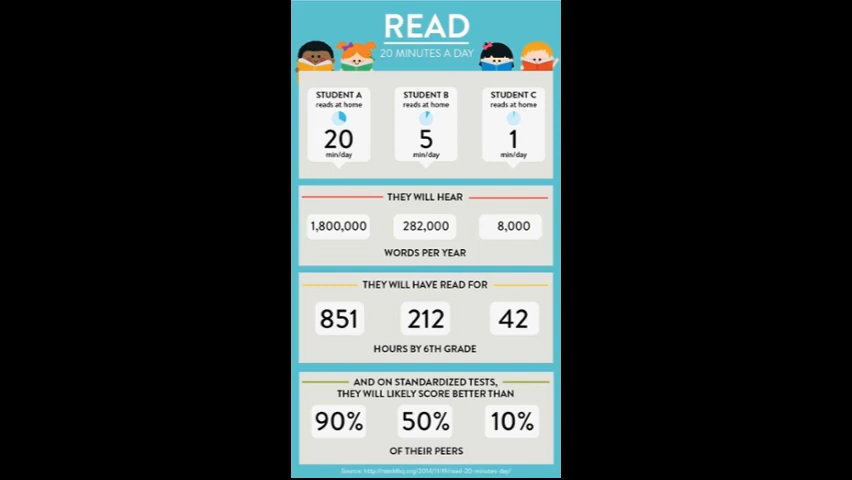 READ
20 MINUTES A DAY
STUDENT A STUDENT B STUDENT C
reads at home reads at home reads at home
20 5 1
min/day min/day min/day
THEY WILL HEAR
1,800,000 282,000 8,000
WORDS PER YEAR
THEY WILL HAVE READ FOR
851 212 42
HOURS BY 6TH GRADE
AND ON STANDARDIZED TESTS,
THEY WILL LIKELY SCORE BETTER THAN
90% 50% 10%
OF THEIR PEERS
Source: